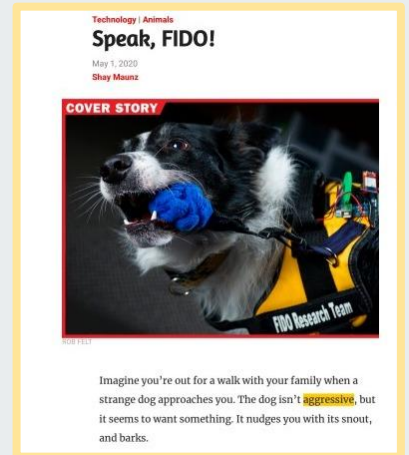 Technology | Animals
Speak, FIDO!
May 1, 2020
Shay Maunz
COVER STORY
FIDO Research Team
ROB FELT
Imagine you're out for a walk with your family when a
strange dog approaches you. The dog isn't aggressive, but
it seems to want something. It nudges you with its snout,
and barks.